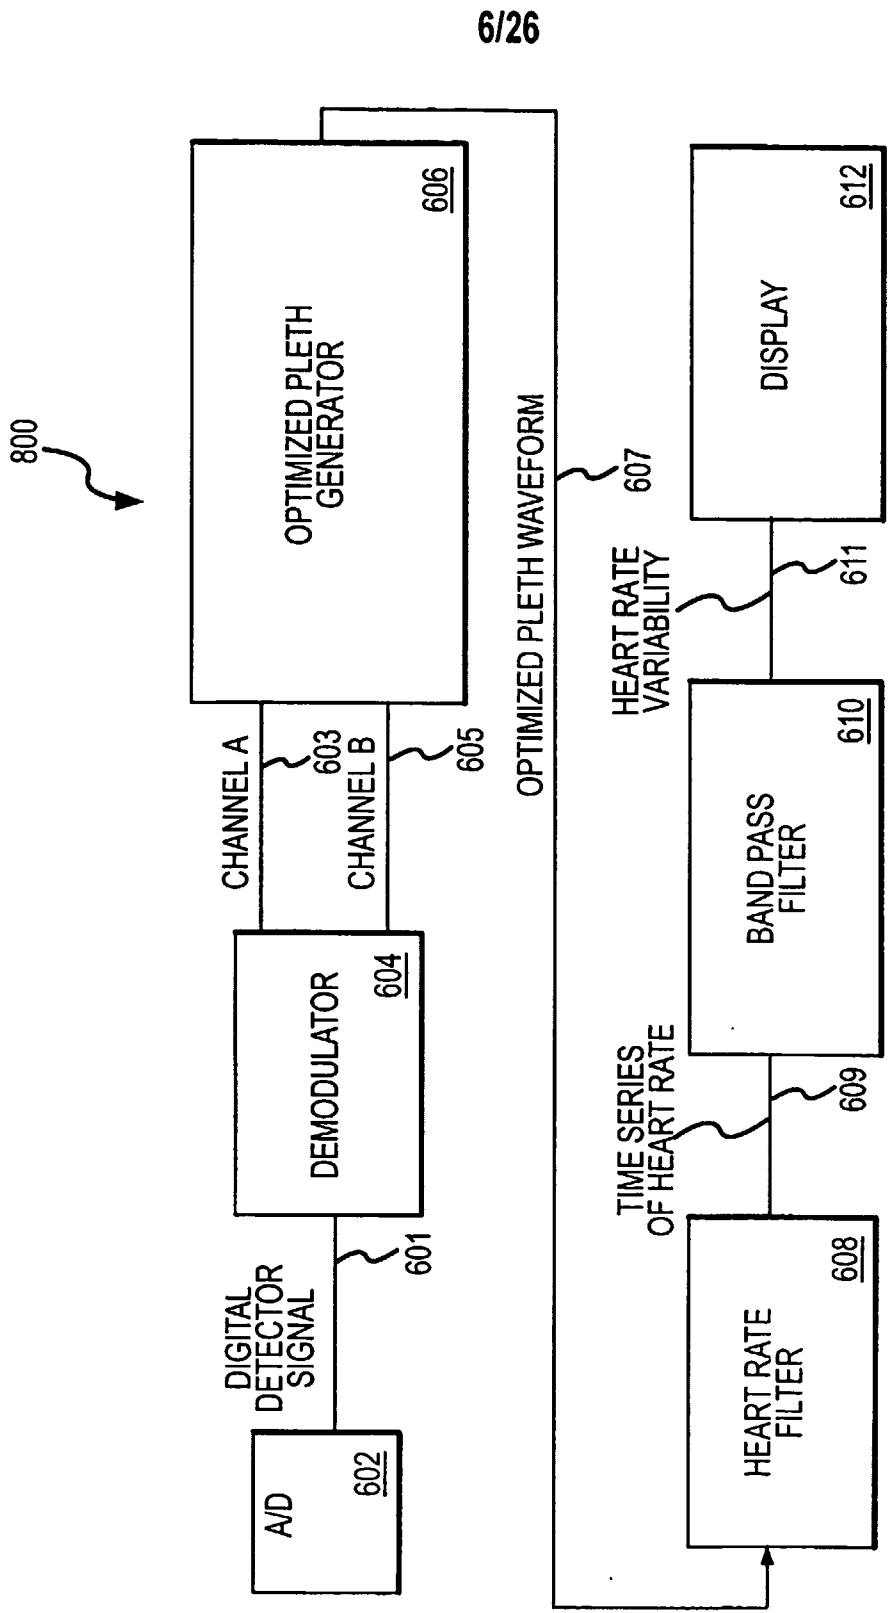 6/26
800
A/D
602
DIGITAL
DETECTOR
SIGNAL
601
DEMODULATOR
604
CHANNEL A
603
CHANNEL B
605
OPTIMIZED PLETH
GENERATOR
606
OPTIMIZED PLETH WAVEFORM
607
HEART RATE
FILTER
608
TIME SERIES
OF HEART RATE
609
BAND PASS
FILTER
610
HEART RATE
VARIABILITY
611
DISPLAY
612